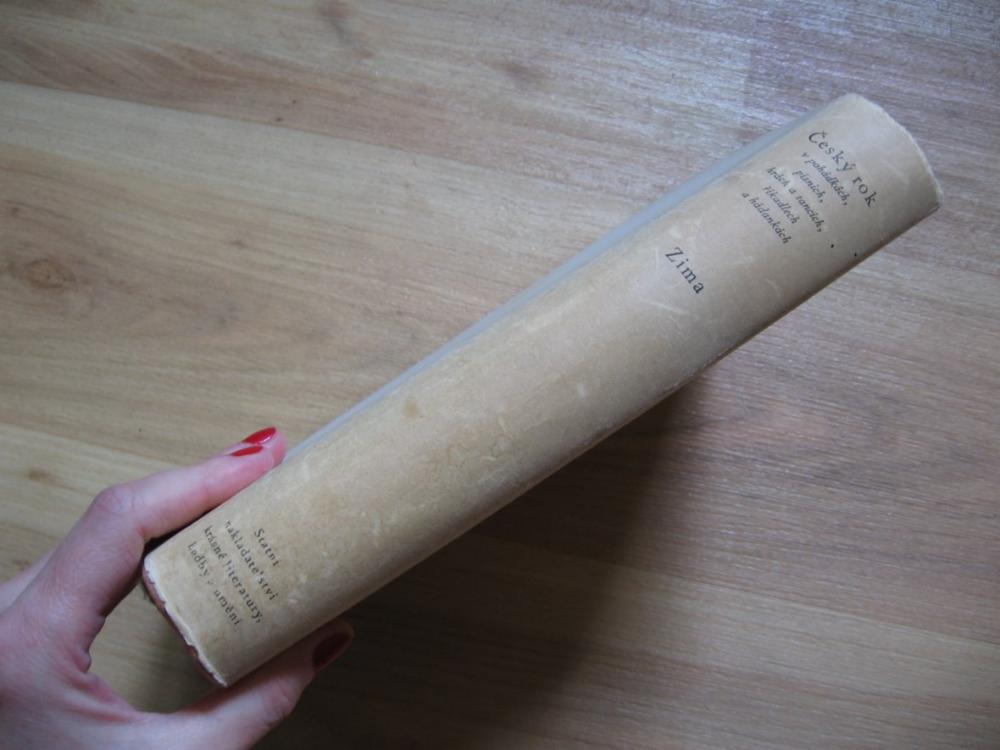 Český rok
v pohádkách,
písních,
hrách a tancích,
říkadlech
a hádankách
Zima
Státní
nakladatelství
krásné literatury,
hudby a umění